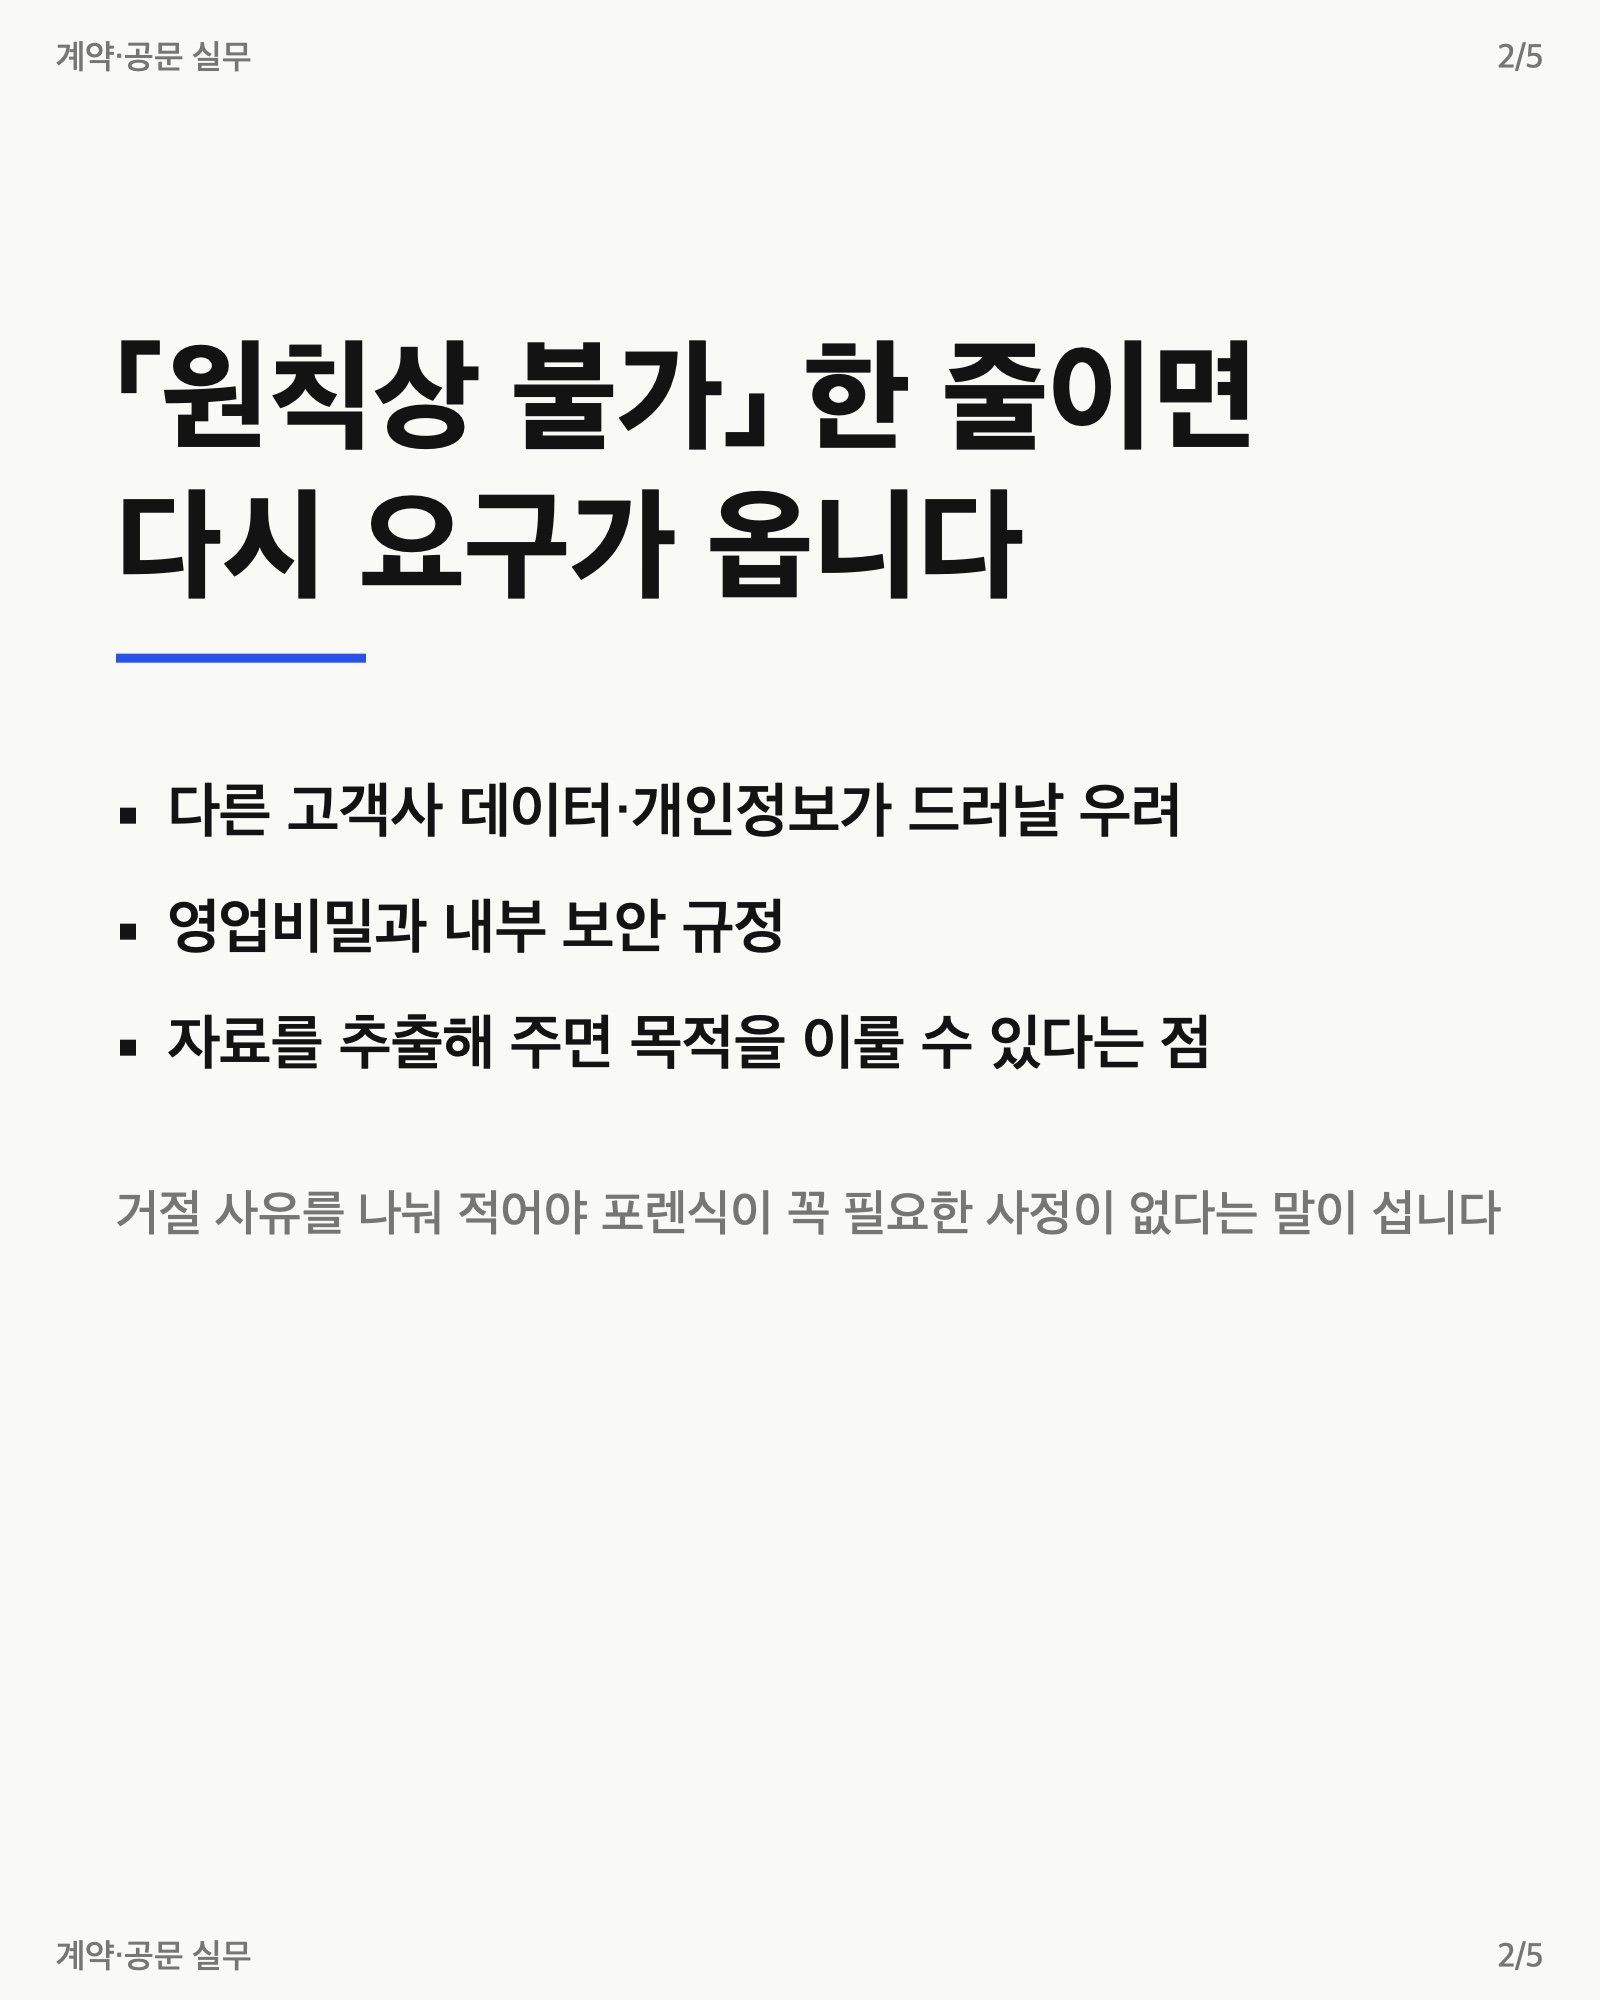 계약·공문 실무
2/5
「원칙상 불가」 한 줄이면
다시 요구가 옵니다
▪ 다른 고객사 데이터·개인정보가 드러날 우려
▪ 영업비밀과 내부 보안 규정
▪ 자료를 추출해 주면 목적을 이룰 수 있다는 점
거절 사유를 나눠 적어야 포렌식이 꼭 필요한 사정이 없다는 말이 섭니다
계약·공문 실무
2/5